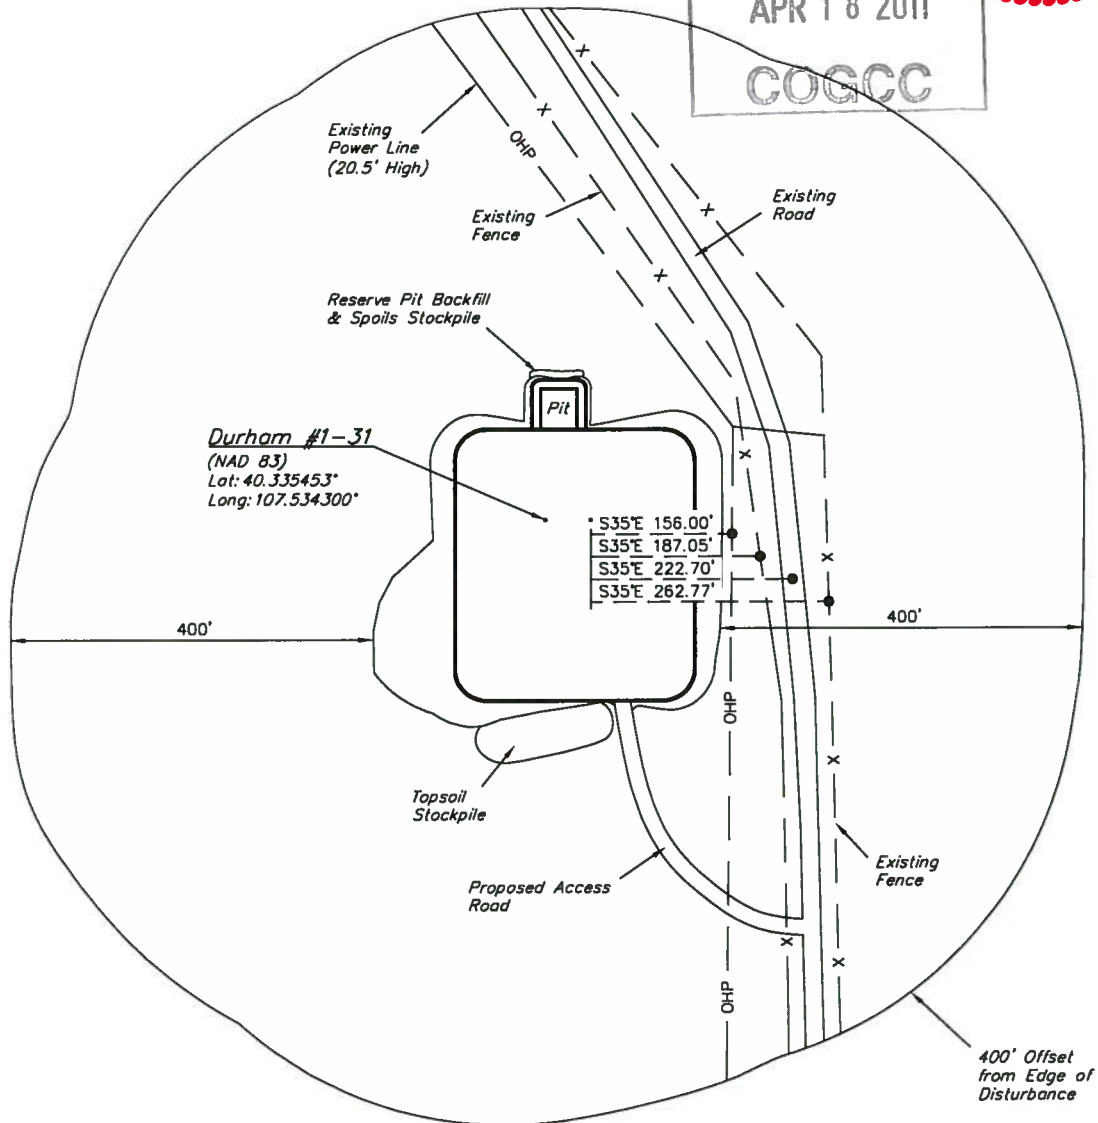 APR 18 2011
COGCC
Existing
Power Line
(20.5' High)
OHP
X
X
Existing
Fence
X
X
Existing
Road
Reserve Pit Backfill
& Spoils Stockpile
Pit
Durham #1-31
(NAD 83)
Lat: 40.335453°
Long: 107.534300°
X
S35°E 156.00'
S35°E 187.05'
S35°E 222.70'
S35°E 262.77'
X
400'
400'
OHP
X
Topsoil
Stockpile
Existing
Fence
Proposed Access
Road
X
X
OHP
400' Offset
from Edge of
Disturbance